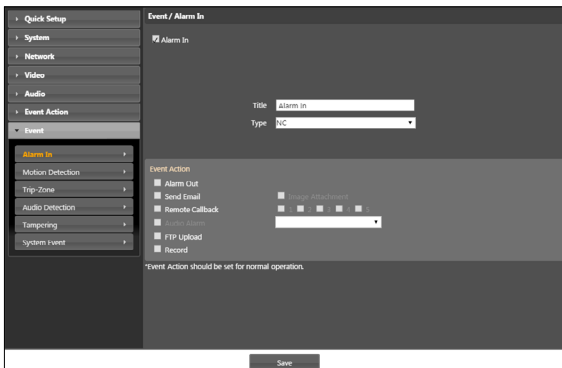 Quick Setup
System
Network
Video
Audio
Event Action
Event
Alarm In
Motion Detection
Trip-Zone
Audio Detection
Tampering
System Event
Event / Alarm In
Alarm In
Title Alarm In
Type NC
Event Action
Alarm Out
Send Email Image Attachment
Remote Callback 1 2 3 4 5
Audio Alarm
FTP Upload
Record
*Event Action should be set for normal operation.
Save